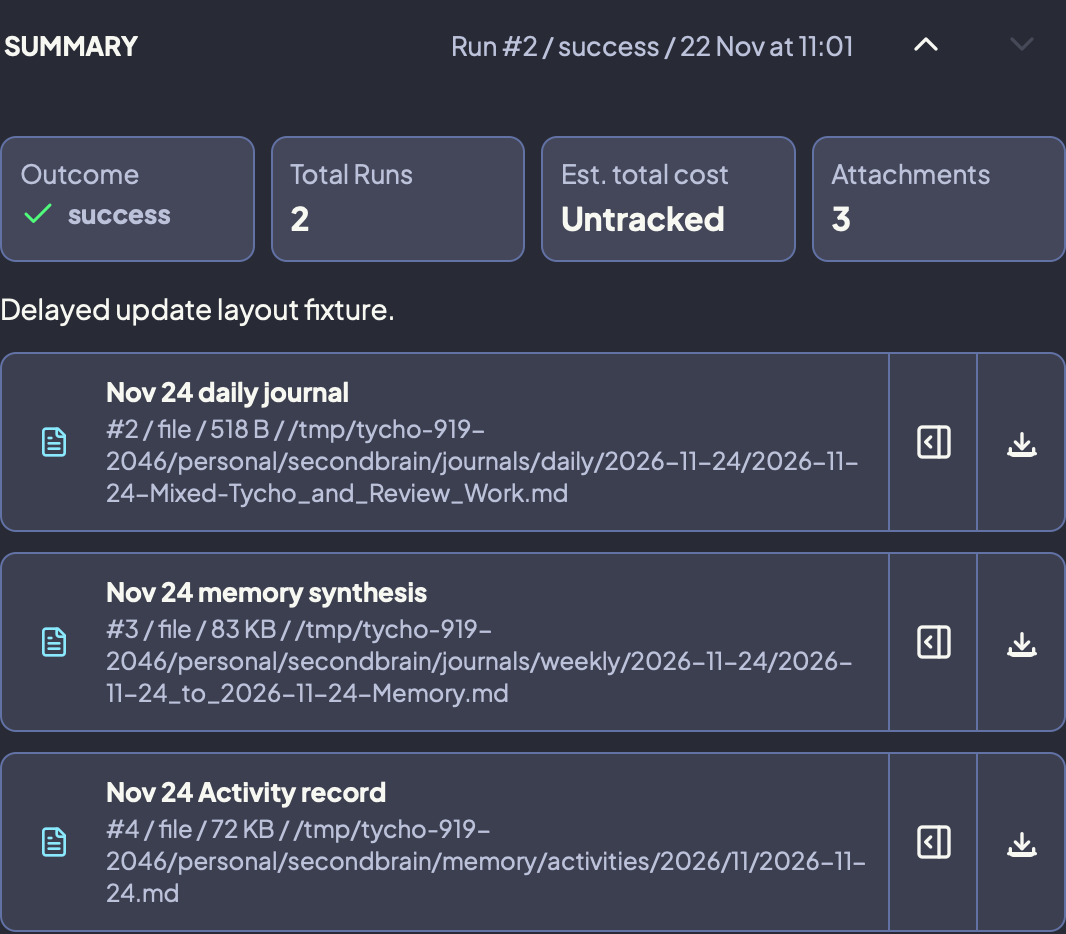 SUMMARY
Run #2 / success / 22 Nov at 11:01
Outcome
success
Total Runs
2
Est. total cost
Untracked
Attachments
3
Delayed update layout fixture.
Nov 24 daily journal
#2 / file / 518 B / /tmp/tycho-919-
2046/personal/secondbrain/journals/daily/2026-11-24/2026-11-
24-Mixed-Tycho_and_Review_Work.md
Nov 24 memory synthesis
#3 / file / 83 KB / /tmp/tycho-919-
2046/personal/secondbrain/journals/weekly/2026-11-24/2026-
11-24_to_2026-11-24-Memory.md
Nov 24 Activity record
#4 / file / 72 KB / /tmp/tycho-919-
2046/personal/secondbrain/memory/activities/2026/11/2026-11-
24.md